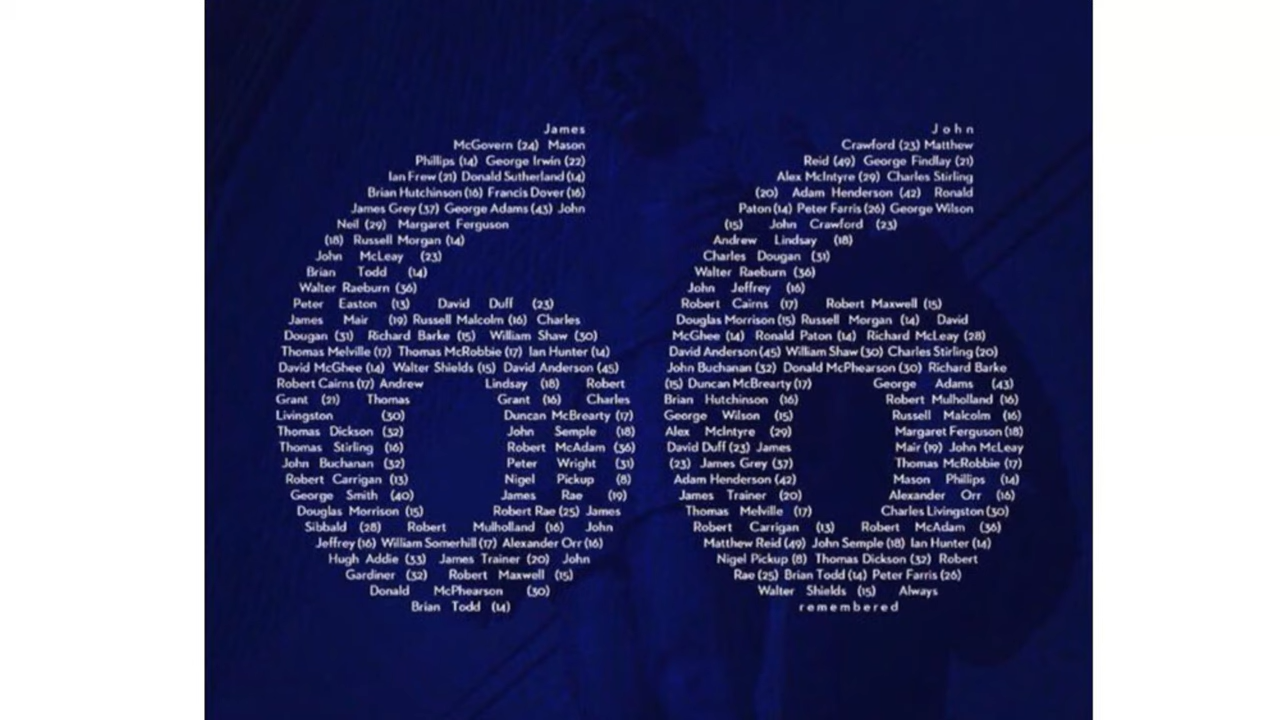 James
McGovern (24) Mason
Phillips (14) George Irwin (22)
Ian Frew (21) Donald Sutherland (14)
Brian Hutchinson (16) Francis Dover (16)
James Grey (37) George Adams (43) John
Neil (29) Margaret Ferguson
(18) Russell Morgan (14)
John McLeay (23)
Brian Todd (14)
Walter Raeburn (36)
Peter Easton (13) David Duff (23)
James Mair (19) Russell Malcolm (16) Charles
Dougan (31) Richard Barke (15) William Shaw (30)
Thomas Melville (17) Thomas McRobbie (17) Ian Hunter (14)
David McGhee (14) Walter Shields (15) David Anderson (45)
Robert Cairns (17) Andrew Lindsay (18) Robert
Grant (21) Thomas Grant (16) Charles
Livingston (30) Duncan McBrearty (17)
Thomas Dickson (32) John Semple (18)
Thomas Stirling (16) Robert McAdam (36)
John Buchanan (32) Peter Wright (31)
Robert Carrigan (13) Nigel Pickup (8)
George Smith (40) James Rae (19)
Douglas Morrison (15) Robert Rae (25) James
Sibbald (28) Robert Mulholland (16) John
Jeffrey (16) William Somerhill (17) Alexander Orr (16)
Hugh Addie (33) James Trainer (20) John
Gardiner (32) Robert Maxwell (15)
Donald McPhearson (30)
Brian Todd (14)
John
Crawford (23) Matthew
Reid (49) George Findlay (21)
Alex McIntyre (29) Charles Stirling
(20) Adam Henderson (42) Ronald
Paton (14) Peter Farris (26) George Wilson
(15) John Crawford (23)
Andrew Lindsay (18)
Charles Dougan (31)
Walter Raeburn (36)
John Jeffrey (16)
Robert Cairns (17) Robert Maxwell (15)
Douglas Morrison (15) Russell Morgan (14) David
McGhee (14) Ronald Paton (14) Richard McLeay (28)
David Anderson (45) William Shaw (30) Charles Stirling (20)
John Buchanan (32) Donald McPhearson (30) Richard Barke
(15) Duncan McBrearty (17) George Adams (43)
Brian Hutchinson (16) Robert Mulholland (16)
George Wilson (15) Russell Malcolm (16)
Alex McIntyre (29) Margaret Ferguson (18)
David Duff (23) James Mair (19) John McLeay
(23) James Grey (37) Thomas McRobbie (17)
Adam Henderson (42) Mason Phillips (14)
James Trainer (20) Alexander Orr (16)
Thomas Melville (17) Charles Livingston (30)
Robert Carrigan (13) Robert McAdam (36)
Matthew Reid (49) John Semple (18) Ian Hunter (14)
Nigel Pickup (8) Thomas Dickson (32) Robert
Rae (25) Brian Todd (14) Peter Farris (26)
Walter Shields (15) Always
remembered